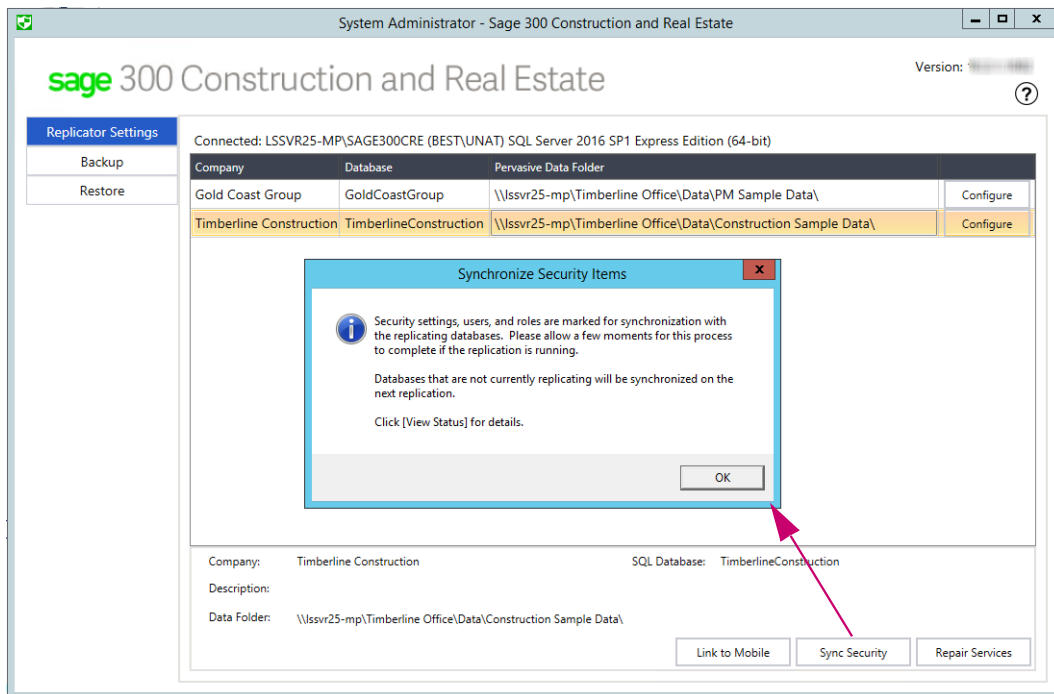 System Administrator - Sage 300 Construction and Real Estate
sage 300 Construction and Real Estate
Version:
?
Replicator Settings
Backup
Restore
Connected: LSSVR25-MP\SAGE300CRE (BEST\UNAT) SQL Server 2016 SP1 Express Edition (64-bit)
Company Database Pervasive Data Folder
Gold Coast Group GoldCoastGroup \\lssvr25-mp\Timberline Office\Data\PM Sample Data\ Configure
Timberline Construction TimberlineConstruction \\lssvr25-mp\Timberline Office\Data\Construction Sample Data\ Configure
Synchronize Security Items
Security settings, users, and roles are marked for synchronization with
the replicating databases. Please allow a few moments for this process
to complete if the replication is running.
Databases that are not currently replicating will be synchronized on the
next replication.
Click [View Status] for details.
OK
Company: Timberline Construction SQL Database: TimberlineConstruction
Description:
Data Folder: \\lssvr25-mp\Timberline Office\Data\Construction Sample Data\
Link to Mobile Sync Security Repair Services